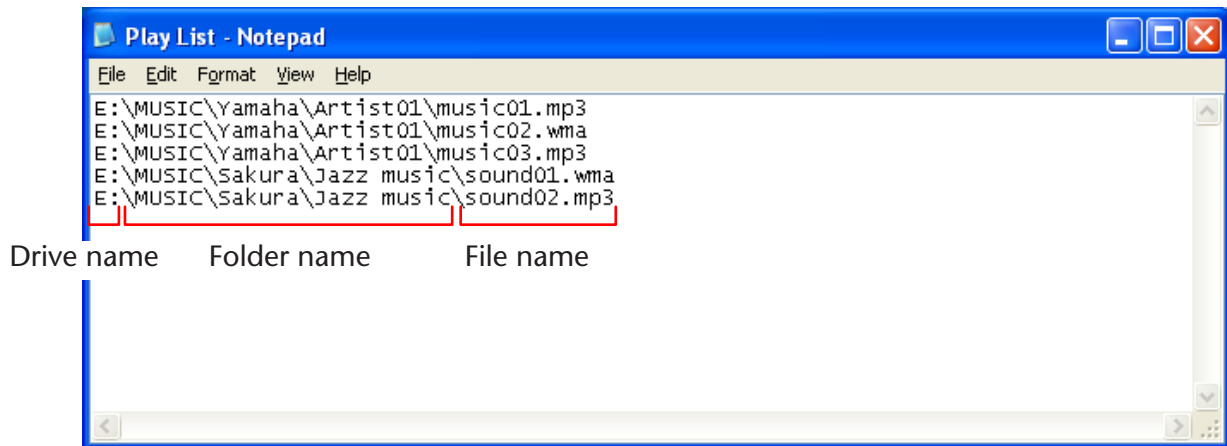 Play List - Notepad
File Edit Format View Help
E:\MUSIC\Yamaha\Artist01\music01.mp3
E:\MUSIC\Yamaha\Artist01\music02.wma
E:\MUSIC\Yamaha\Artist01\music03.mp3
E:\MUSIC\Sakura\Jazz music\sound01.wma
E:\MUSIC\Sakura\Jazz music\sound02.mp3
Drive name Folder name File name